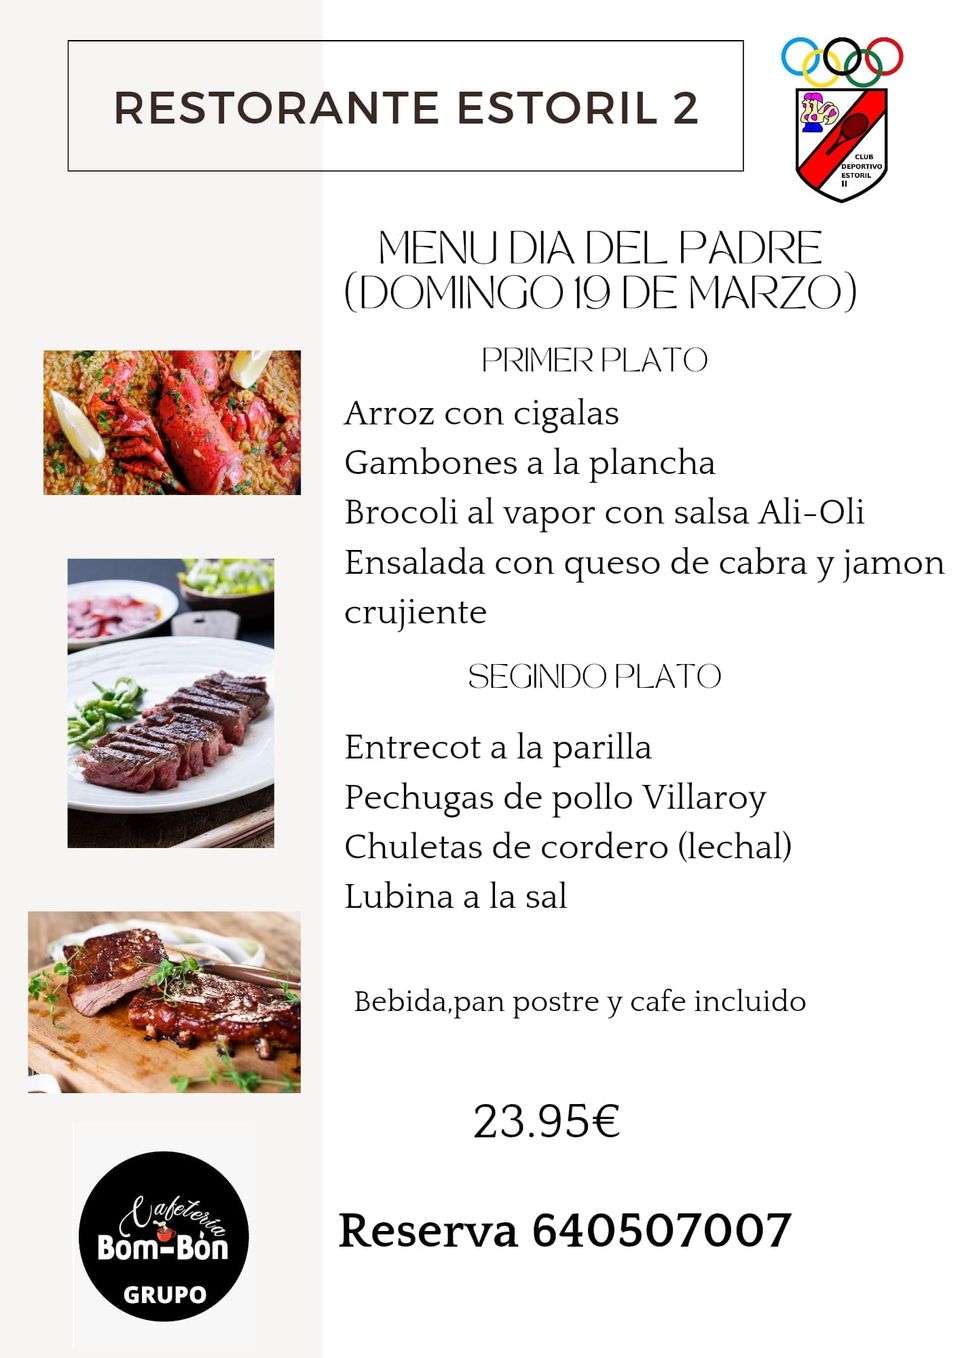 RESTORANTE ESTORIL 2
CLUB
DEPORTIVO
ESTORIL
II
MENU DIA DEL PADRE
(DOMINGO 19 DE MARZO)
PRIMER PLATO
Arroz con cigalas
Gambones a la plancha
Brocoli al vapor con salsa Ali-Oli
Ensalada con queso de cabra y jamon
crujiente
SEGINDO PLATO
Entrecot a la parilla
Pechugas de pollo Villaroy
Chuletas de cordero (lechal)
Lubina a la sal
Bebida,pan postre y cafe incluido
23.95€
Reserva 640507007
Cafeteria
Bom-Bòn
GRUPO